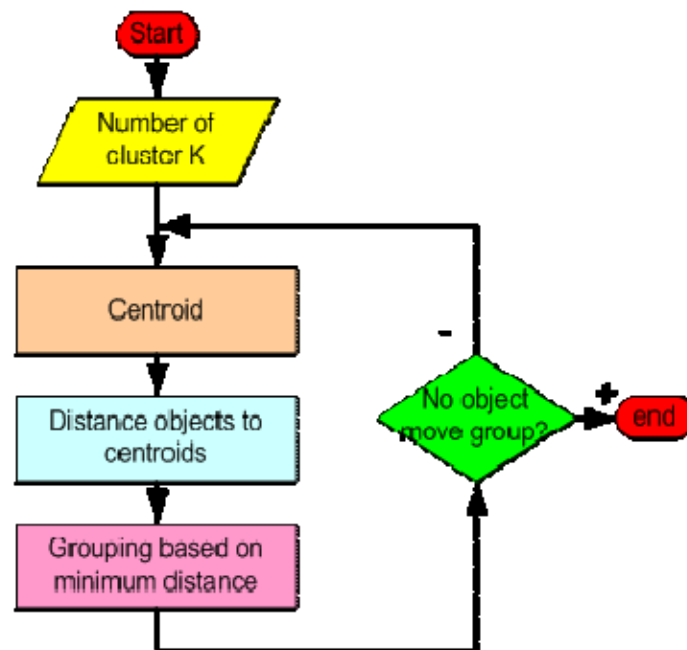 Start
Number of
cluster K
Centroid
Distance objects to
centroids
Grouping based on
minimum distance
-
No object
move group?
+
end